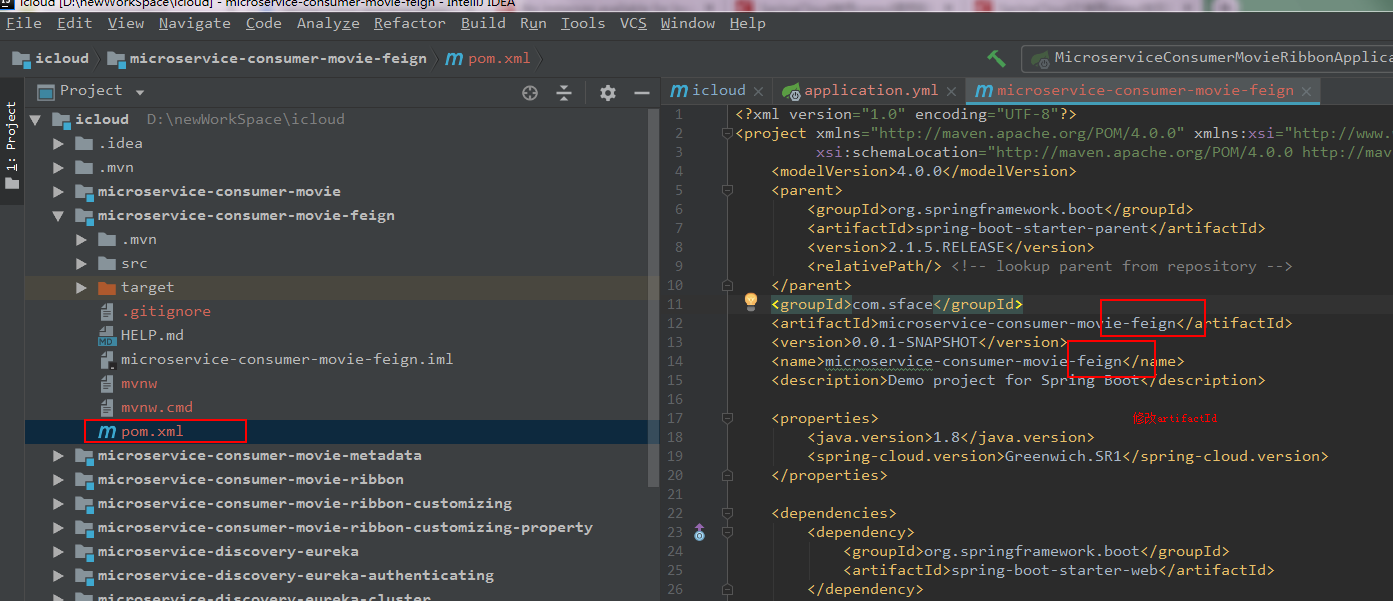 icloud [D:\newWorkSpace\icloud] - microservice-consumer-movie-feign - IntelliJ IDEA
File Edit View Navigate Code Analyze Refactor Build Run Tools VCS Window Help
icloud microservice-consumer-movie-feign pom.xml MicroserviceConsumerMovieRibbonApplica
Project
icloud application.yml microservice-consumer-movie-feign
1: Project
icloud D:\newWorkSpace\icloud
.idea
.mvn
microservice-consumer-movie
microservice-consumer-movie-feign
.mvn
src
target
.gitignore
HELP.md
microservice-consumer-movie-feign.iml
mvnw
mvnw.cmd
pom.xml
microservice-consumer-movie-metadata
microservice-consumer-movie-ribbon
microservice-consumer-movie-ribbon-customizing
microservice-consumer-movie-ribbon-customizing-property
microservice-discovery-eureka
microservice-discovery-eureka-authenticating
microservice-discovery-eureka-cluster
1 <?xml version="1.0" encoding="UTF-8"?>
2 <project xmlns="http://maven.apache.org/POM/4.0.0" xmlns:xsi="http://www.
3 xsi:schemaLocation="http://maven.apache.org/POM/4.0.0 http://mav
4 <modelVersion>4.0.0</modelVersion>
5 <parent>
6 <groupId>org.springframework.boot</groupId>
7 <artifactId>spring-boot-starter-parent</artifactId>
8 <version>2.1.5.RELEASE</version>
9 <relativePath/> <!-- lookup parent from repository -->
10 </parent>
11 <groupId>com.sface</groupId>
12 <artifactId>microservice-consumer-movie-feign</artifactId>
13 <version>0.0.1-SNAPSHOT</version>
14 <name>microservice-consumer-movie-feign</name>
15 <description>Demo project for Spring Boot</description>
16
17 <properties>
修改artifactId
18 <java.version>1.8</java.version>
19 <spring-cloud.version>Greenwich.SR1</spring-cloud.version>
20 </properties>
21
22 <dependencies>
23 <dependency>
24 <groupId>org.springframework.boot</groupId>
25 <artifactId>spring-boot-starter-web</artifactId>
26 </dependency>